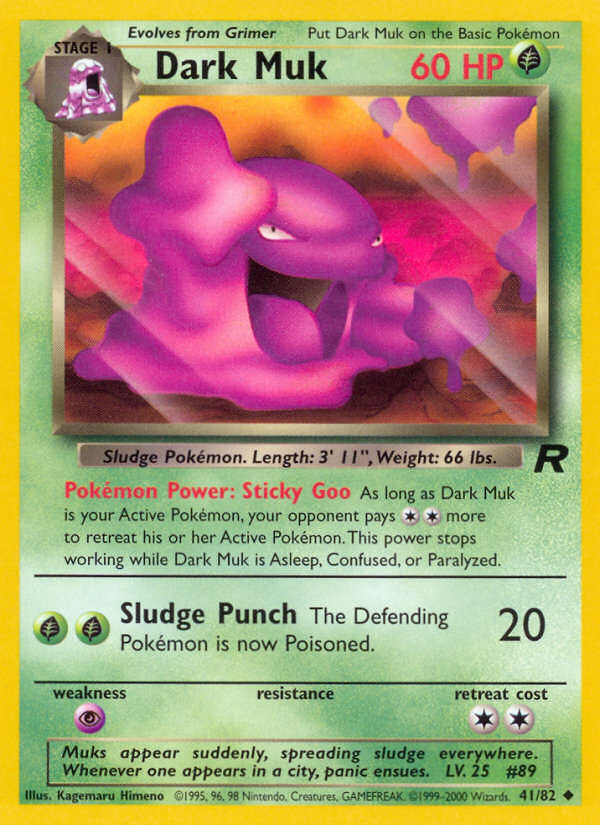 Evolves from Grimer Put Dark Muk on the Basic Pokémon
STAGE 1
Dark Muk 60 HP
Sludge Pokémon. Length: 3' 11", Weight: 66 lbs.
R
Pokémon Power: Sticky Goo As long as Dark Muk
is your Active Pokémon, your opponent pays more
to retreat his or her Active Pokémon. This power stops
working while Dark Muk is Asleep, Confused, or Paralyzed.
Sludge Punch The Defending 20
Pokémon is now Poisoned.
weakness resistance retreat cost
Muks appear suddenly, spreading sludge everywhere.
Whenever one appears in a city, panic ensues. LV. 25 #89
Illus. Kagemaru Himeno ©1995, 96, 98 Nintendo, Creatures, GAMEFREAK. ©1999-2000 Wizards. 41/82